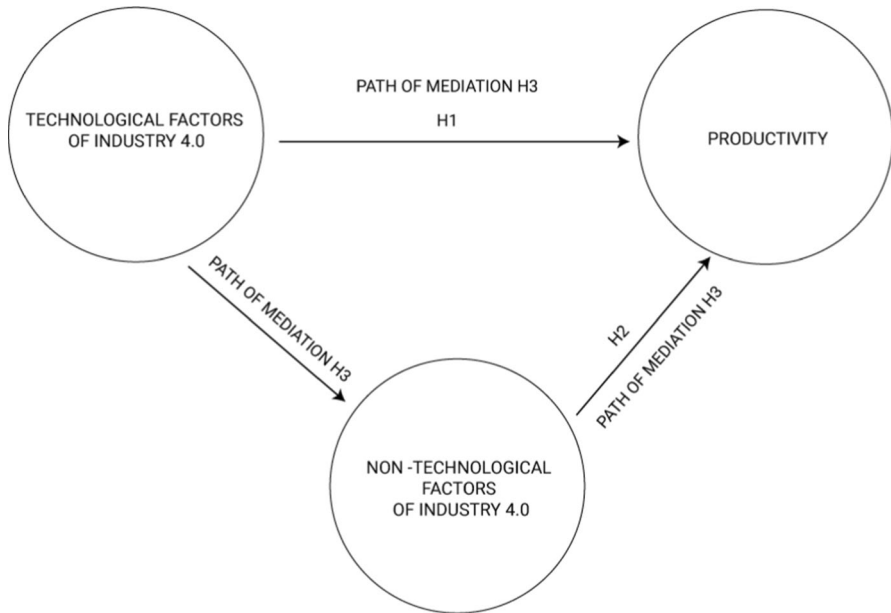 PATH OF MEDIATION H3
H1
TECHNOLOGICAL FACTORS
OF INDUSTRY 4.0
PRODUCTIVITY
PATH OF MEDIATION H3
H2
PATH OF MEDIATION H3
NON -TECHNOLOGICAL
FACTORS
OF INDUSTRY 4.0